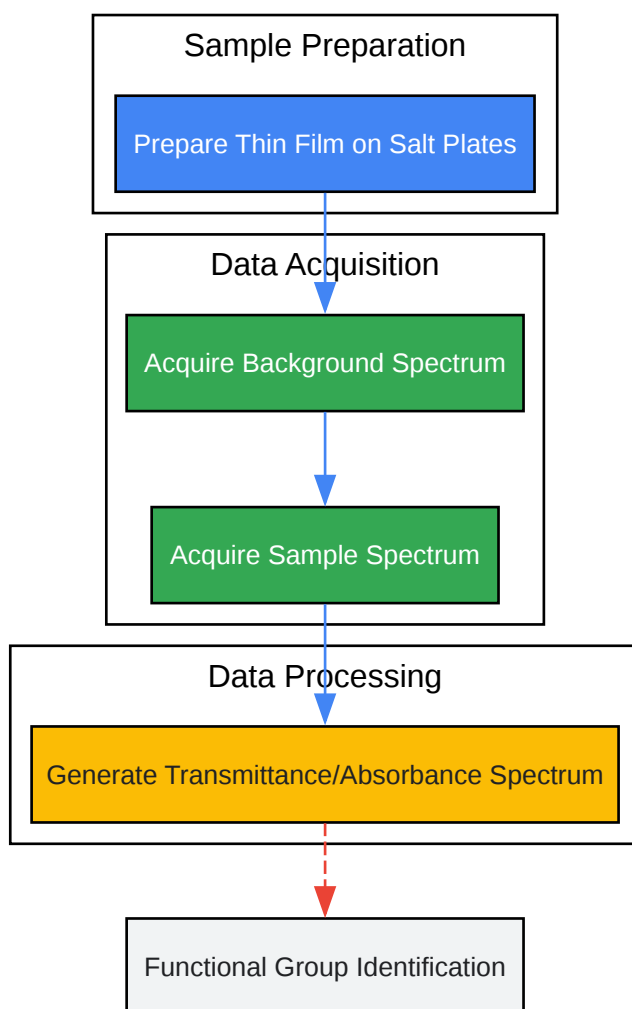 Sample Preparation
Prepare Thin Film on Salt Plates
Data Acquisition
Acquire Background Spectrum
Acquire Sample Spectrum
Data Processing
Generate Transmittance/Absorbance Spectrum
Functional Group Identification